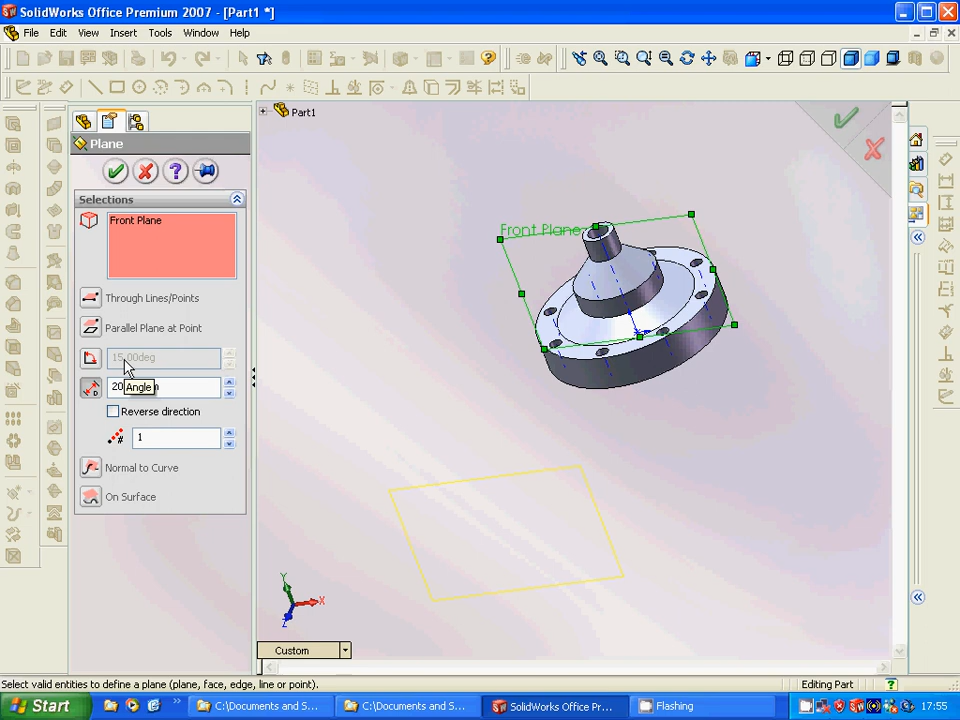 SolidWorks Office Premium 2007 - [Part1 *]
File Edit View Insert Tools Window Help
Part1
Plane
Selections
Front Plane
Front Plane
Through Lines/Points
Parallel Plane at Point
15.00deg
20
Angle
Reverse direction
1
Normal to Curve
On Surface
Y
X
Z
Custom
Select valid entities to define a plane (plane, face, edge, line or point).
Editing Part
Start
C:\Documents and S...
C:\Documents and S...
SolidWorks Office Pr...
Flashing
17:55